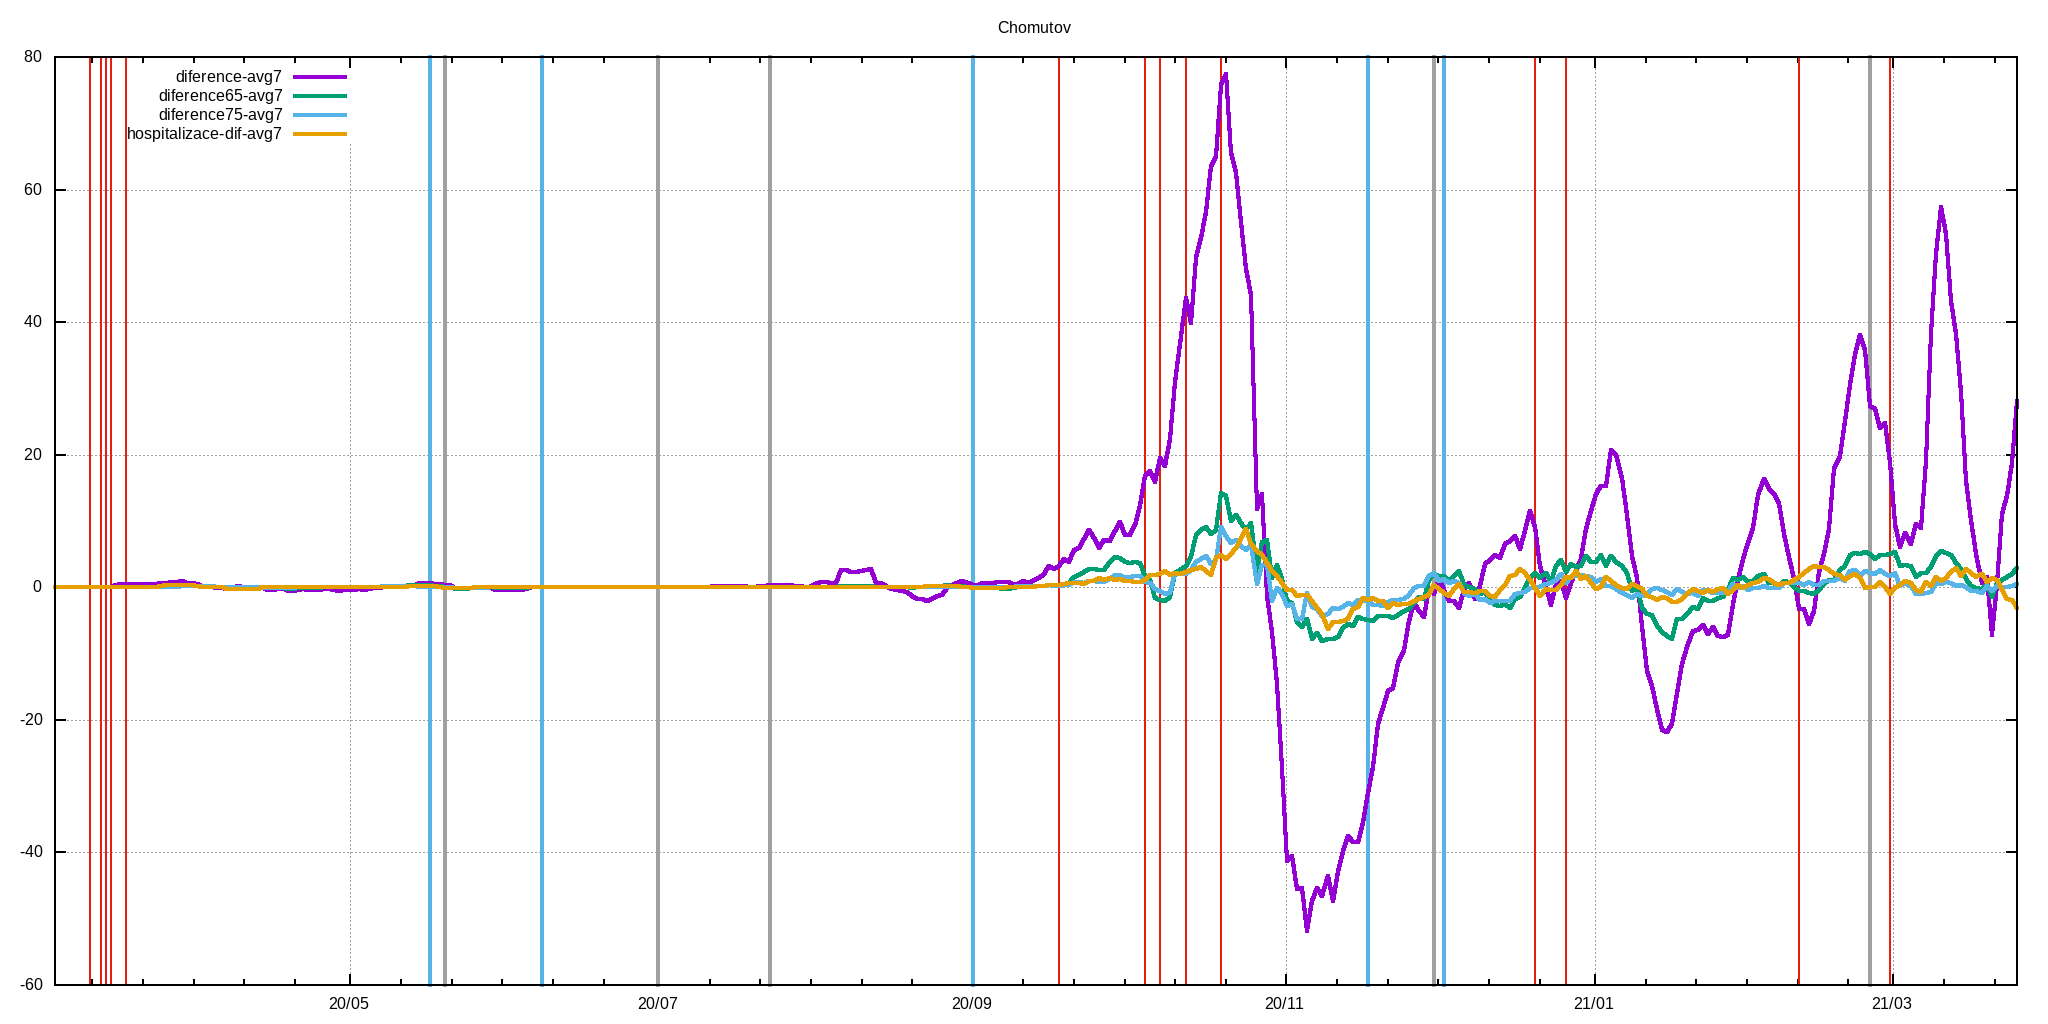 Chomutov
80
diference-avg7
diference65-avg7
diference75-avg7
hospitalizace-dif-avg7
60
40
20
0
-20
-40
-60
20/05 20/07 20/09 20/11 21/01 21/03